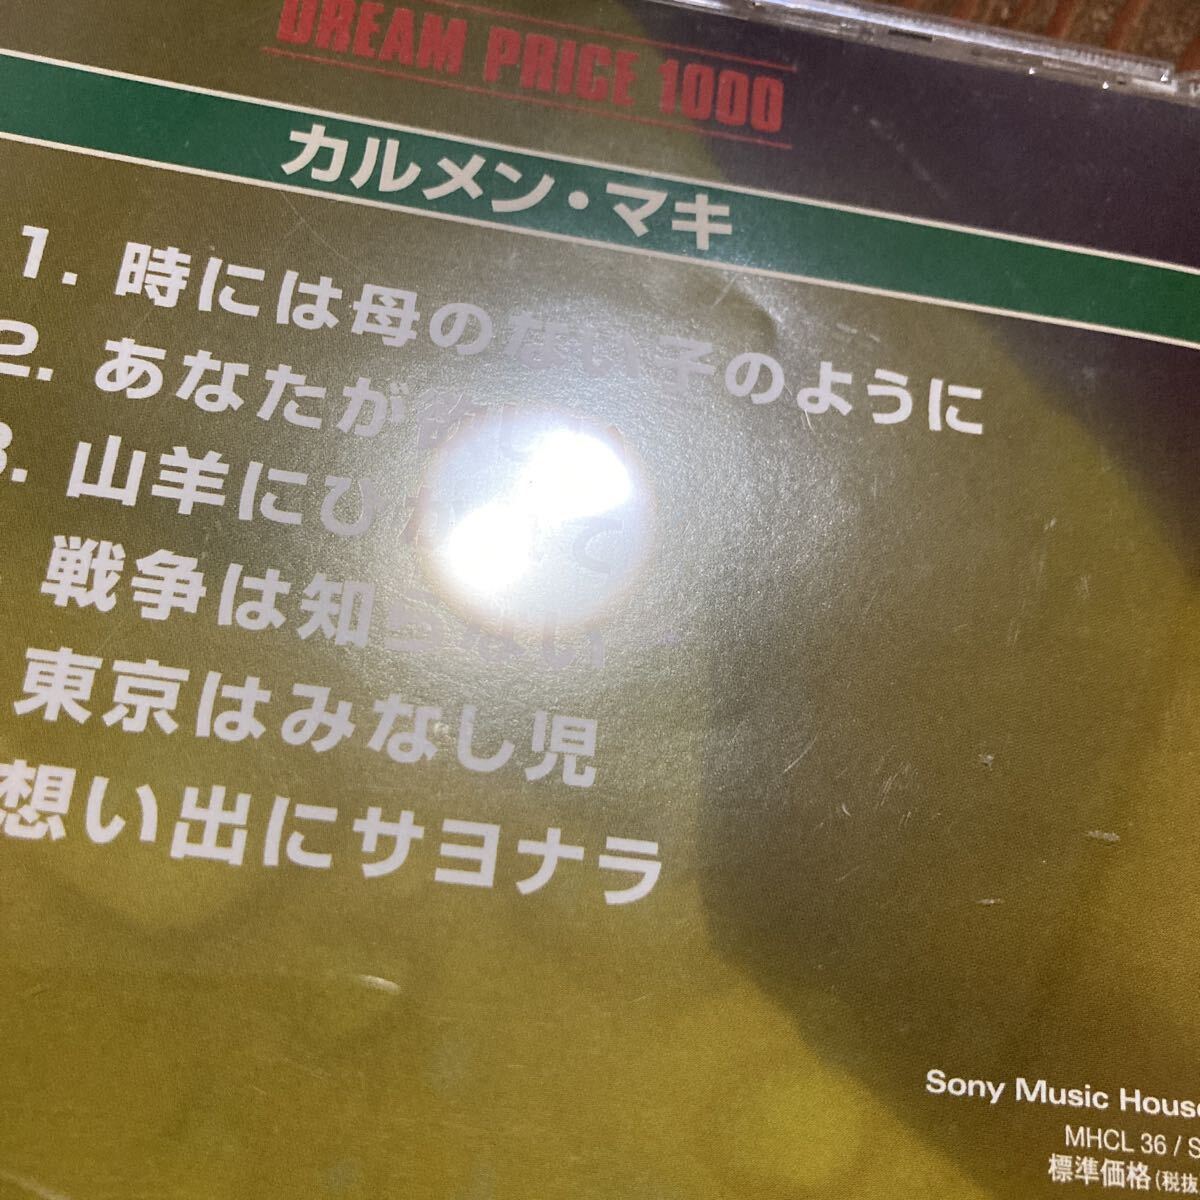 DREAM PRICE 1000
カルメン・マキ
1. 時には母のない子のように
2. あなたが欲しい
3. 山羊にひかれて
戦争は知らない
東京はみなし児
想い出にサヨナラ
Sony Music House
MHCL 36 / S
標準価格(税抜